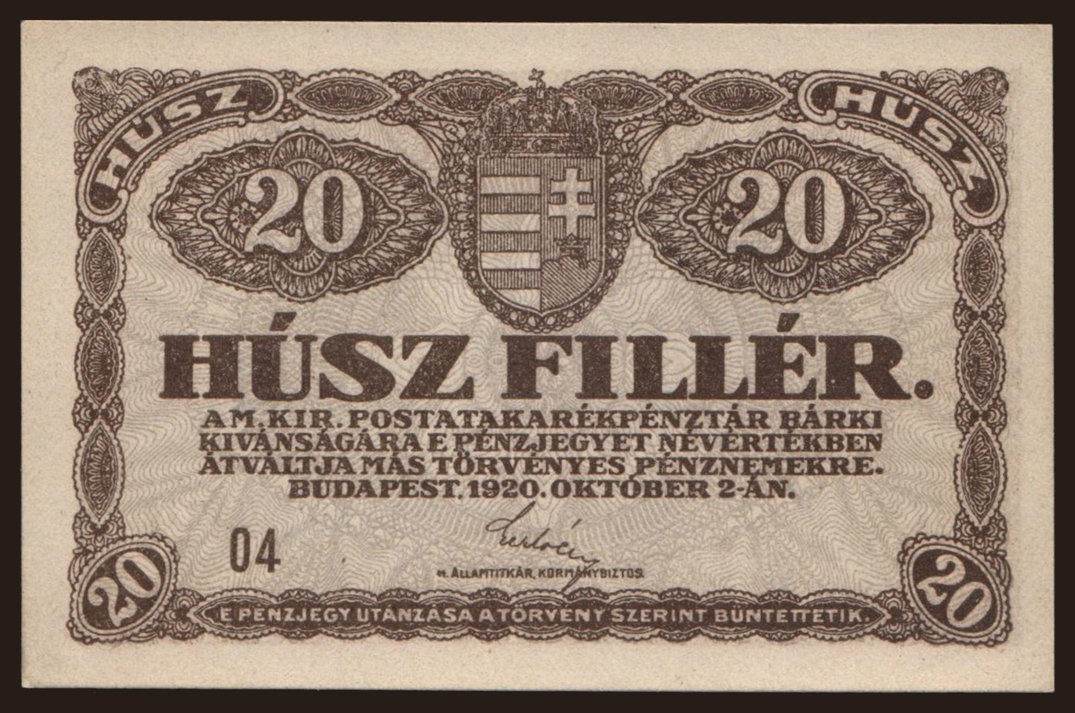 HÚSZ
HÚSZ
20
20
HÚSZ FILLÉR.
A M. KIR. POSTATAKARÉKPÉNZTÁR BÁRKI
KIVÁNSÁGÁRA E PÉNZJEGYET NÉVÉRTÉKBEN
ÁTVÁLTJA MÁS TÖRVÉNYES PÉNZNEMEKRE.
BUDAPEST, 1920. OKTÓBER 2-ÁN.
04
H. ÁLLAMTITKÁR, KORMÁNYBIZTOS.
20
20
E PÉNZJEGY UTÁNZÁSA A TÖRVÉNY SZERINT BÜNTETTETIK.